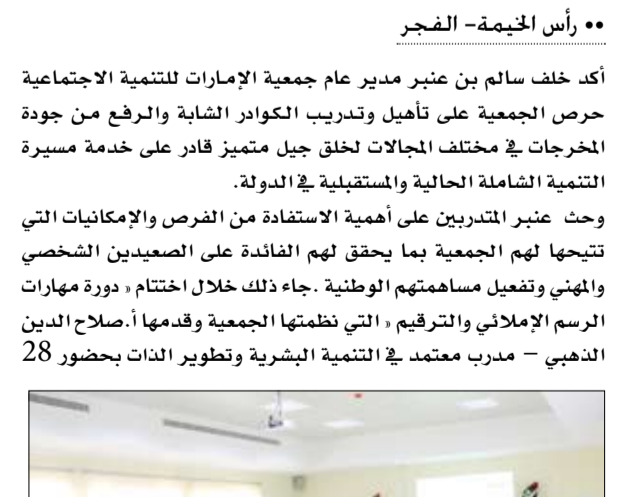 •• رأس الخيمة- الفجر
أكد خلف سالم بن عنبر مدير عام جمعية الإمارات للتنمية الاجتماعية
حرص الجمعية على تأهيل وتدريب الكوادر الشابة والرفع من جودة
المخرجات في مختلف المجالات لخلق جيل متميز قادر على خدمة مسيرة
التنمية الشاملة الحالية والمستقبلية في الدولة.
وحث عنبر المتدربين على أهمية الاستفادة من الفرص والإمكانيات التي
تتيحها لهم الجمعية بما يحقق لهم الفائدة على الصعيدين الشخصي
والمهني وتفعيل مساهمتهم الوطنية .جاء ذلك خلال اختتام « دورة مهارات
الرسم الإملائي والترقيم « التي نظمتها الجمعية وقدمها أ.صلاح الدين
الذهبي – مدرب معتمد في التنمية البشرية وتطوير الذات بحضور 28